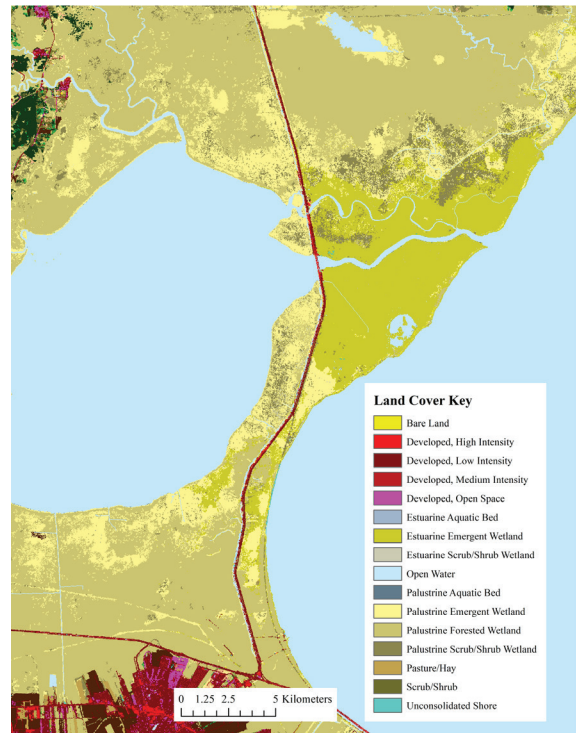 Land Cover Key
Bare Land
Developed, High Intensity
Developed, Low Intensity
Developed, Medium Intensity
Developed, Open Space
Estuarine Aquatic Bed
Estuarine Emergent Wetland
Estuarine Scrub/Shrub Wetland
Open Water
Palustrine Aquatic Bed
Palustrine Emergent Wetland
Palustrine Forested Wetland
Palustrine Scrub/Shrub Wetland
Pasture/Hay
Scrub/Shrub
Unconsolidated Shore
0 1.25 2.5 5 Kilometers